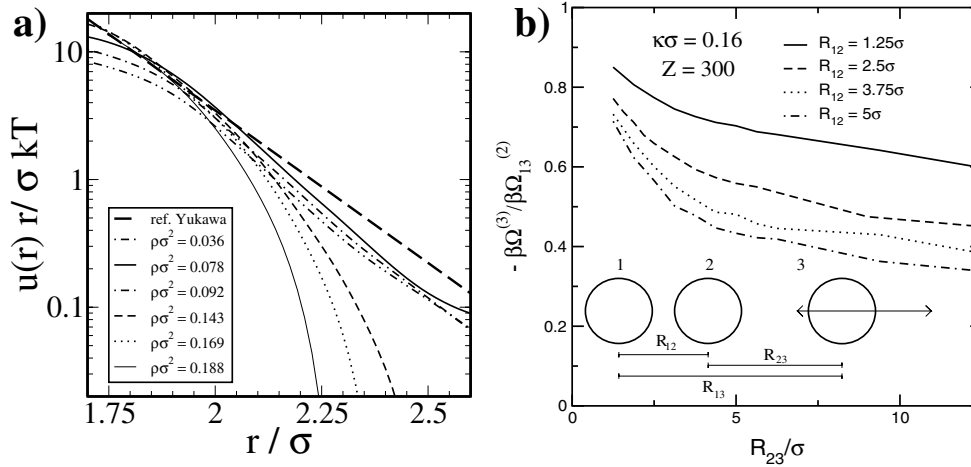 a)
u(r) r / σ kT
10
1
0.1
ref. Yukawa
ρσ² = 0.036
ρσ² = 0.078
ρσ² = 0.092
ρσ² = 0.143
ρσ² = 0.169
ρσ² = 0.188
1.75 2 2.25 2.5
r / σ
b)
- βΩ⁽³⁾/βΩ₁₃⁽²⁾
-1
0.8
0.6
0.4
0.2
0
κσ = 0.16
Z = 300
R₁₂ = 1.25σ
R₁₂ = 2.5σ
R₁₂ = 3.75σ
R₁₂ = 5σ
1 2 3
R₁₂
R₂₃
R₁₃
0 5 10
R₂₃/σ